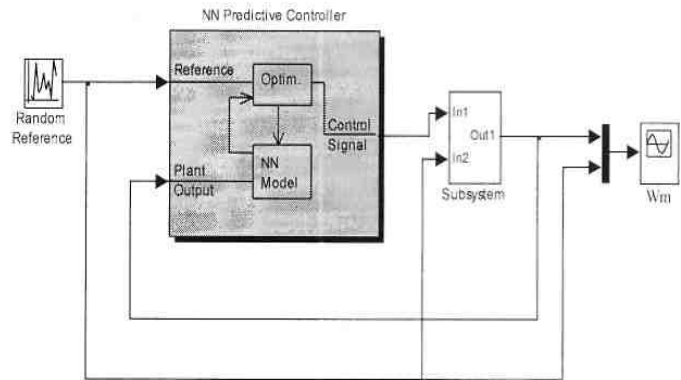 NN Predictive Controller
Random
Reference
Reference
Optim.
Control
Signal
Plant
Output
NN
Model
In1
In2
Out1
Subsystem
Wm